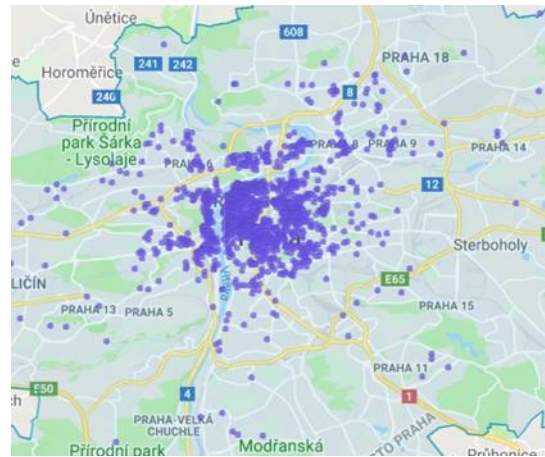 Únětice
608
241
242
PRAHA 18
Horoměřice
240
8
Přírodní
park Šárka
- Lysolaje
PRAHA 6
PRAHA 8
PRAHA 9
PRAHA 14
12
Sterboholy
E65
LIČÍN
PRAHA 13
PRAHA 5
PRAHA 15
PRAHA 11
E50
4
1
PRAHA-VELKÁ
CHUCHLE
Modřanská
Přírodní park
Průhonice